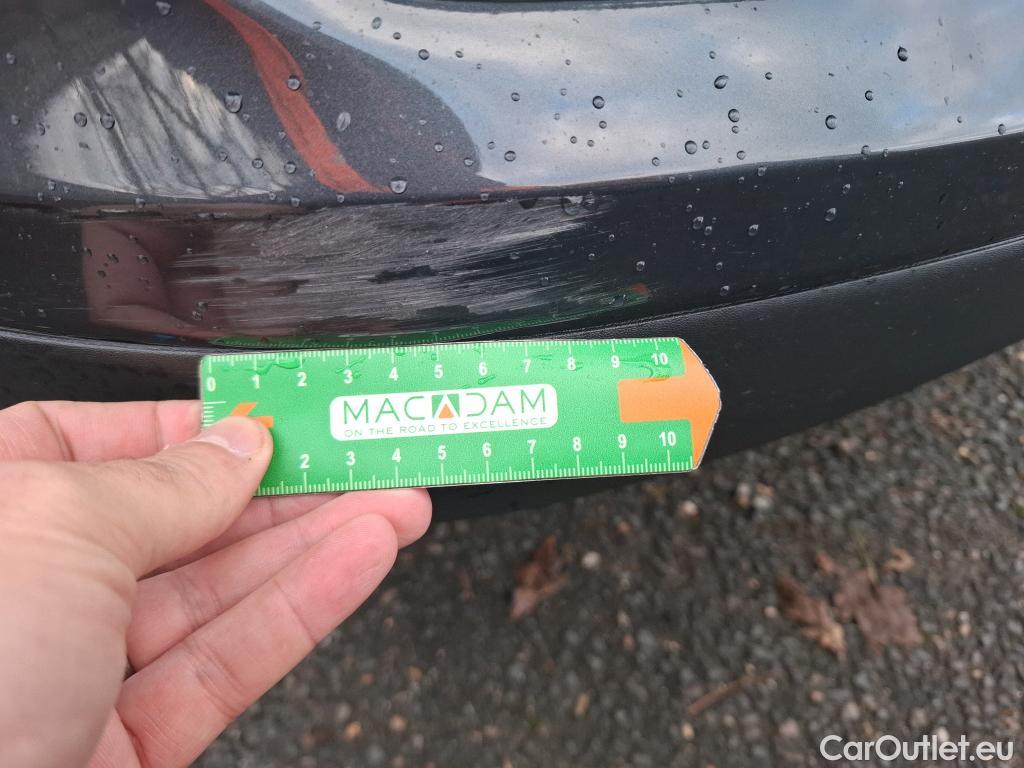 0 1 2 3 4 5 6 7 8 9 10
MACADAM
ON THE ROAD TO EXCELLENCE
2 3 4 5 6 7 8 9 10
CarOutlet.eu